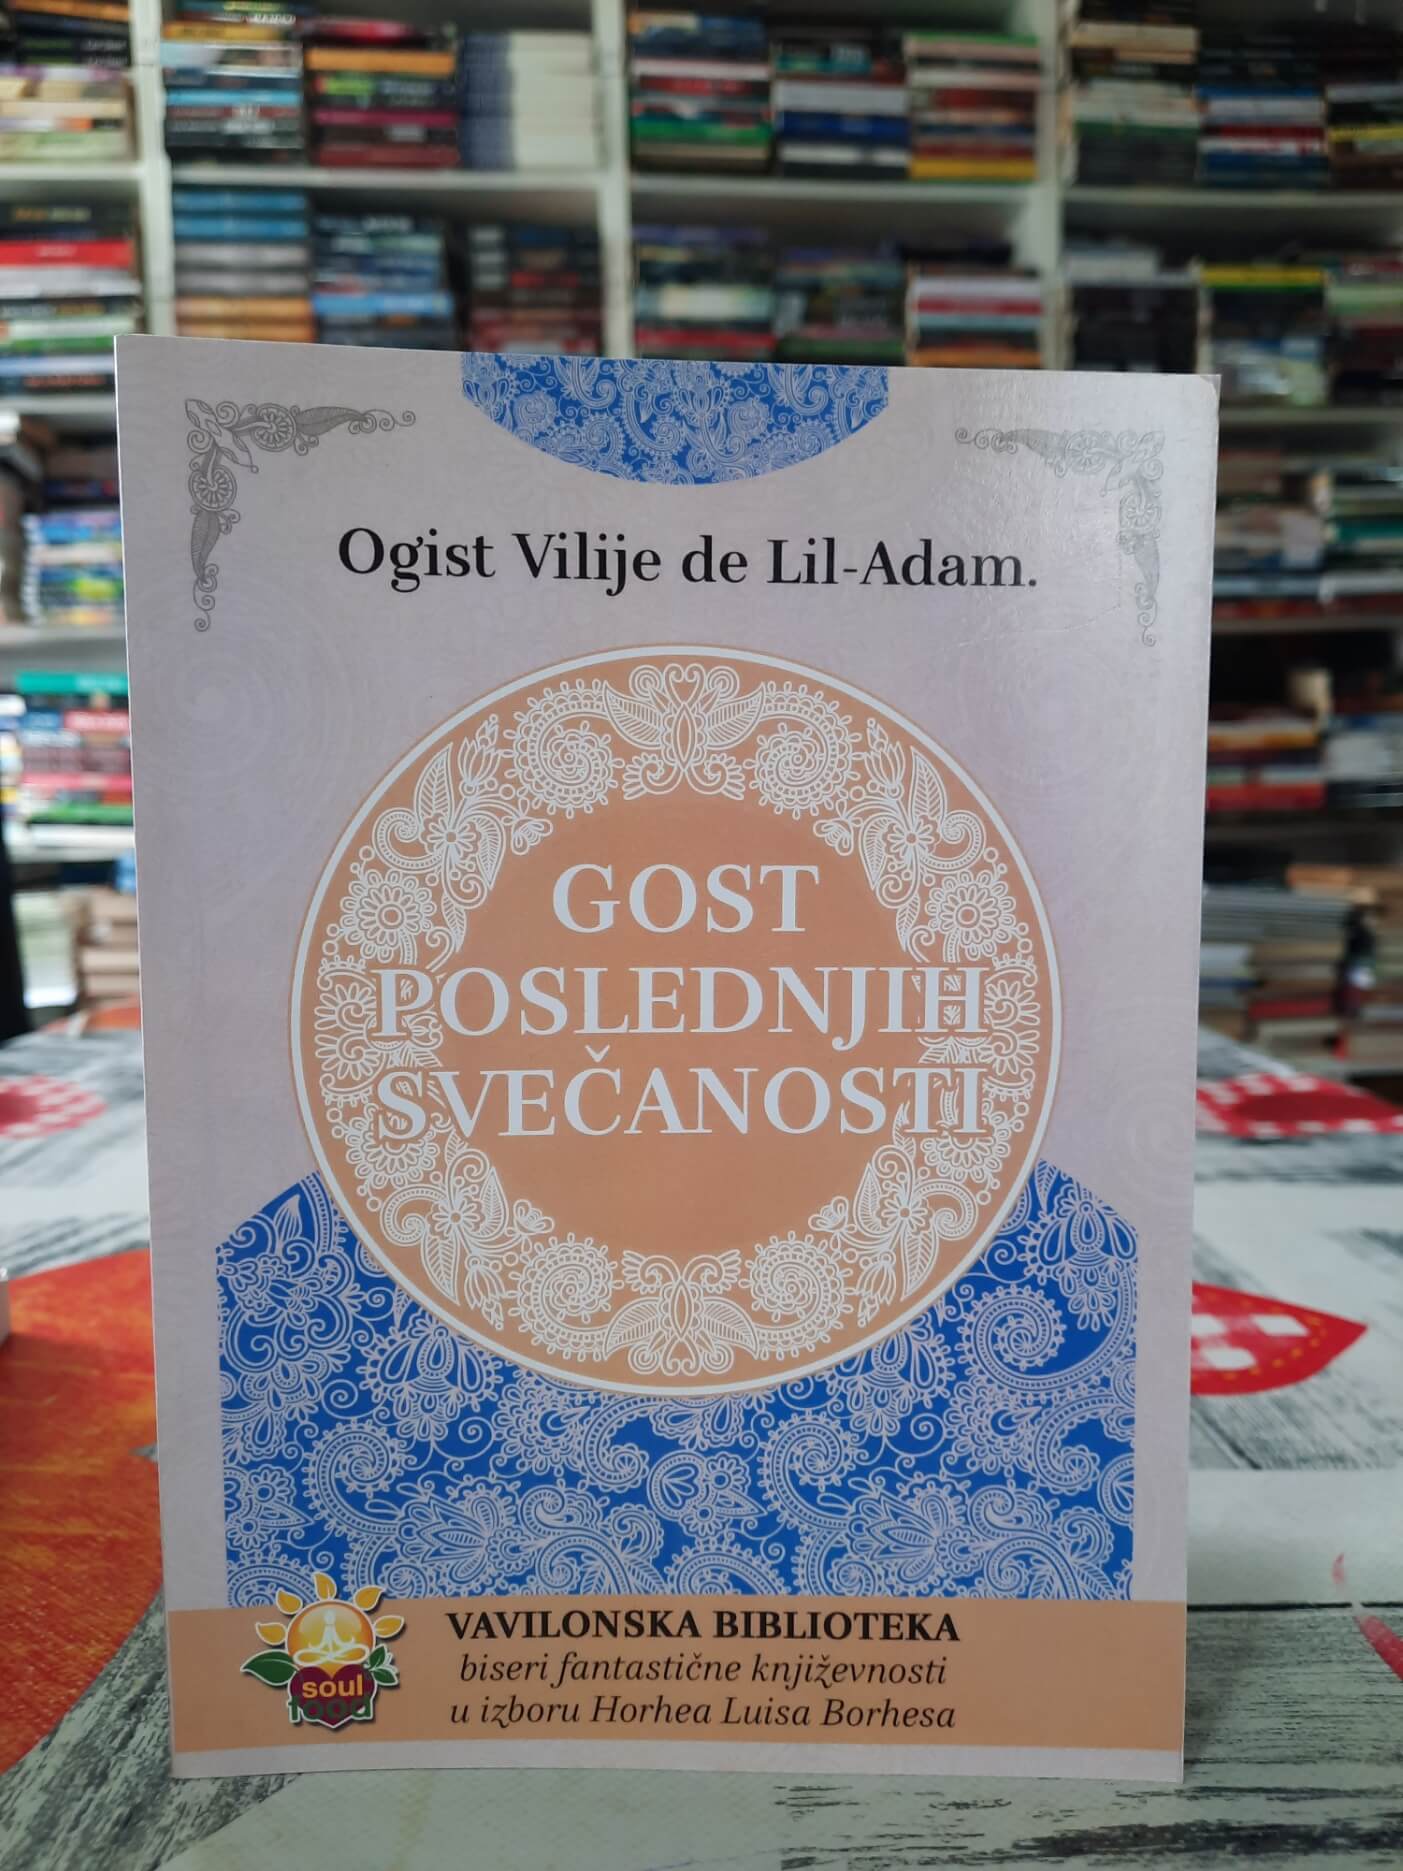 Ogist Vilije de Lil-Adam.
GOST
POSLEDNJIH
SVEČANOSTI
soul
food
VAVILONSKA BIBLIOTEKA
biseri fantastične književnosti
u izboru Horhea Luisa Borhesa